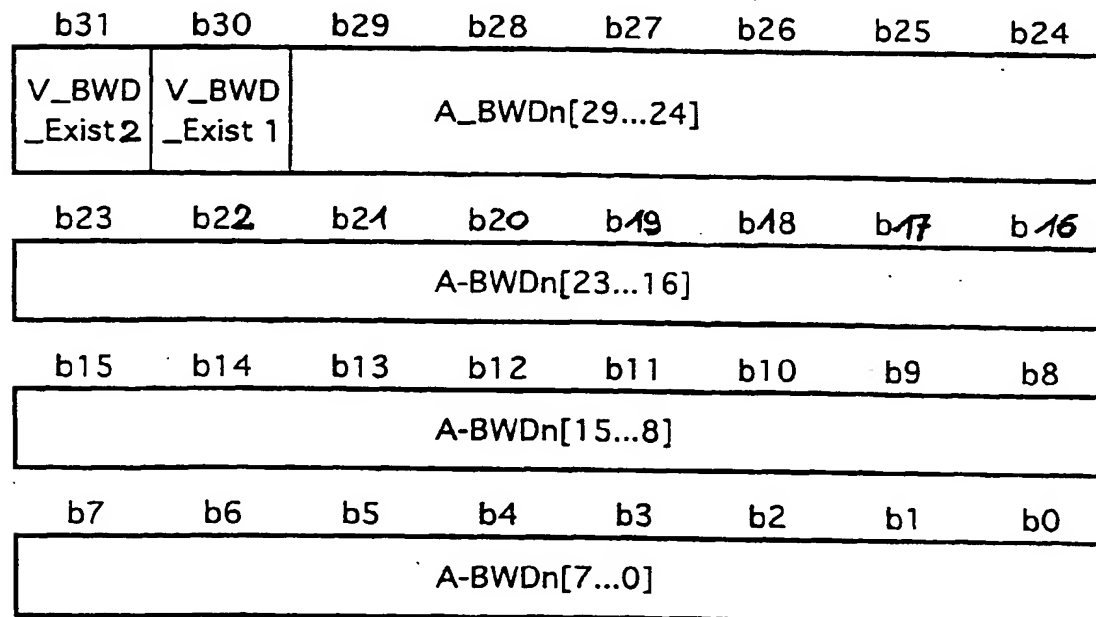 b31 b30 b29 b28 b27 b26 b25 b24
V_BWD V_BWD
A_BWDn[29...24]
_Exist2 _Exist 1
b23 b22 b21 b20 b19 b18 b17 b16
A-BWDn[23...16]
b15 b14 b13 b12 b11 b10 b9 b8
A-BWDn[15...8]
b7 b6 b5 b4 b3 b2 b1 b0
A-BWDn[7...0]